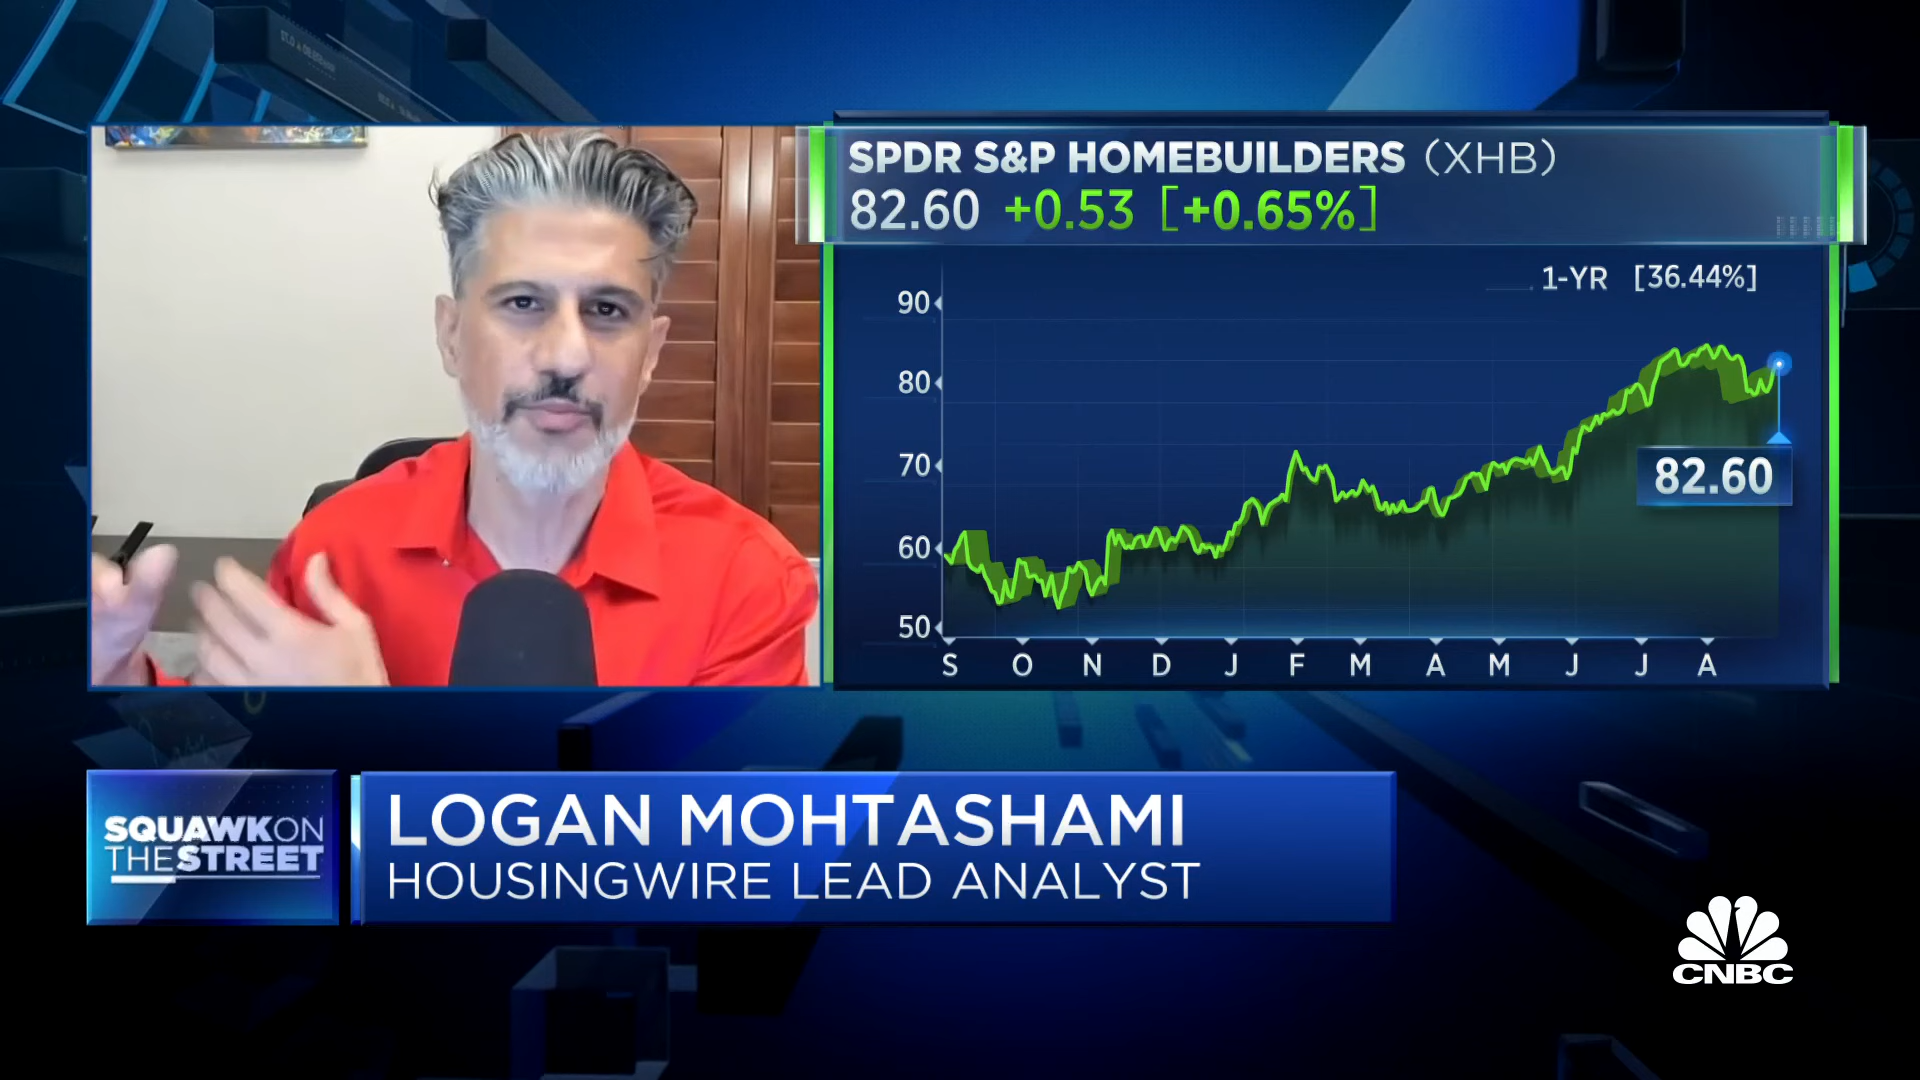 SPDR S&P HOMEBUILDERS (XHB)
82.60 +0.53 [+0.65%]
1-YR [36.44%]
90
80
70
60
50
82.60
S O N D J F M A M J J A
SQUAWK ON
THE STREET
LOGAN MOHTASHAMI
HOUSINGWIRE LEAD ANALYST
CNBC